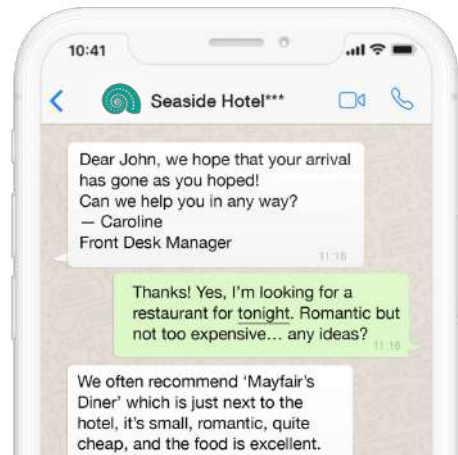 10:41
Seaside Hotel***
Dear John, we hope that your arrival
has gone as you hoped!
Can we help you in any way?
— Caroline
Front Desk Manager
11:18
Thanks! Yes, I'm looking for a
restaurant for tonight. Romantic but
not too expensive... any ideas?
11:18
We often recommend 'Mayfair's
Diner' which is just next to the
hotel, it's small, romantic, quite
cheap, and the food is excellent.